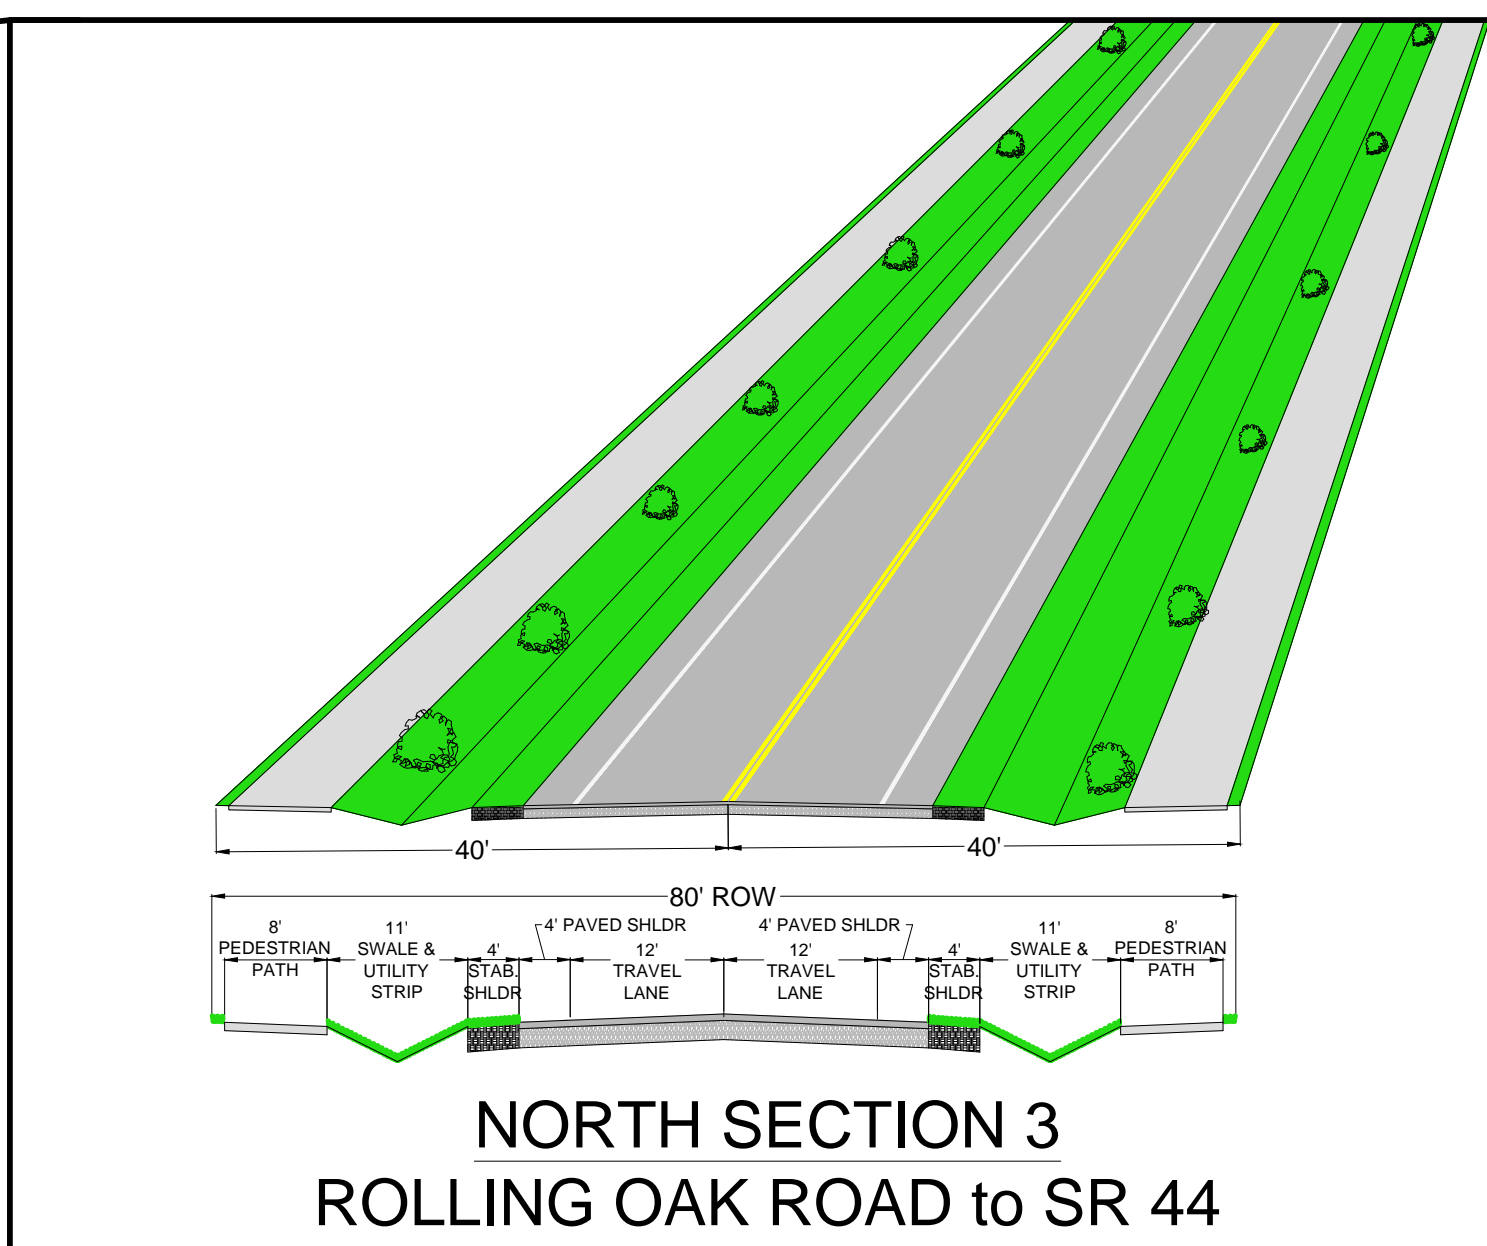 40' 40'
80' ROW
4' PAVED SHLDR 4' PAVED SHLDR
8'
PEDESTRIAN
PATH
11'
SWALE &
UTILITY
STRIP
4'
STAB.
SHLDR
12'
TRAVEL
LANE
12'
TRAVEL
LANE
4'
STAB.
SHLDR
11'
SWALE &
UTILITY
STRIP
8'
PEDESTRIAN
PATH
NORTH SECTION 3
ROLLING OAK ROAD to SR 44